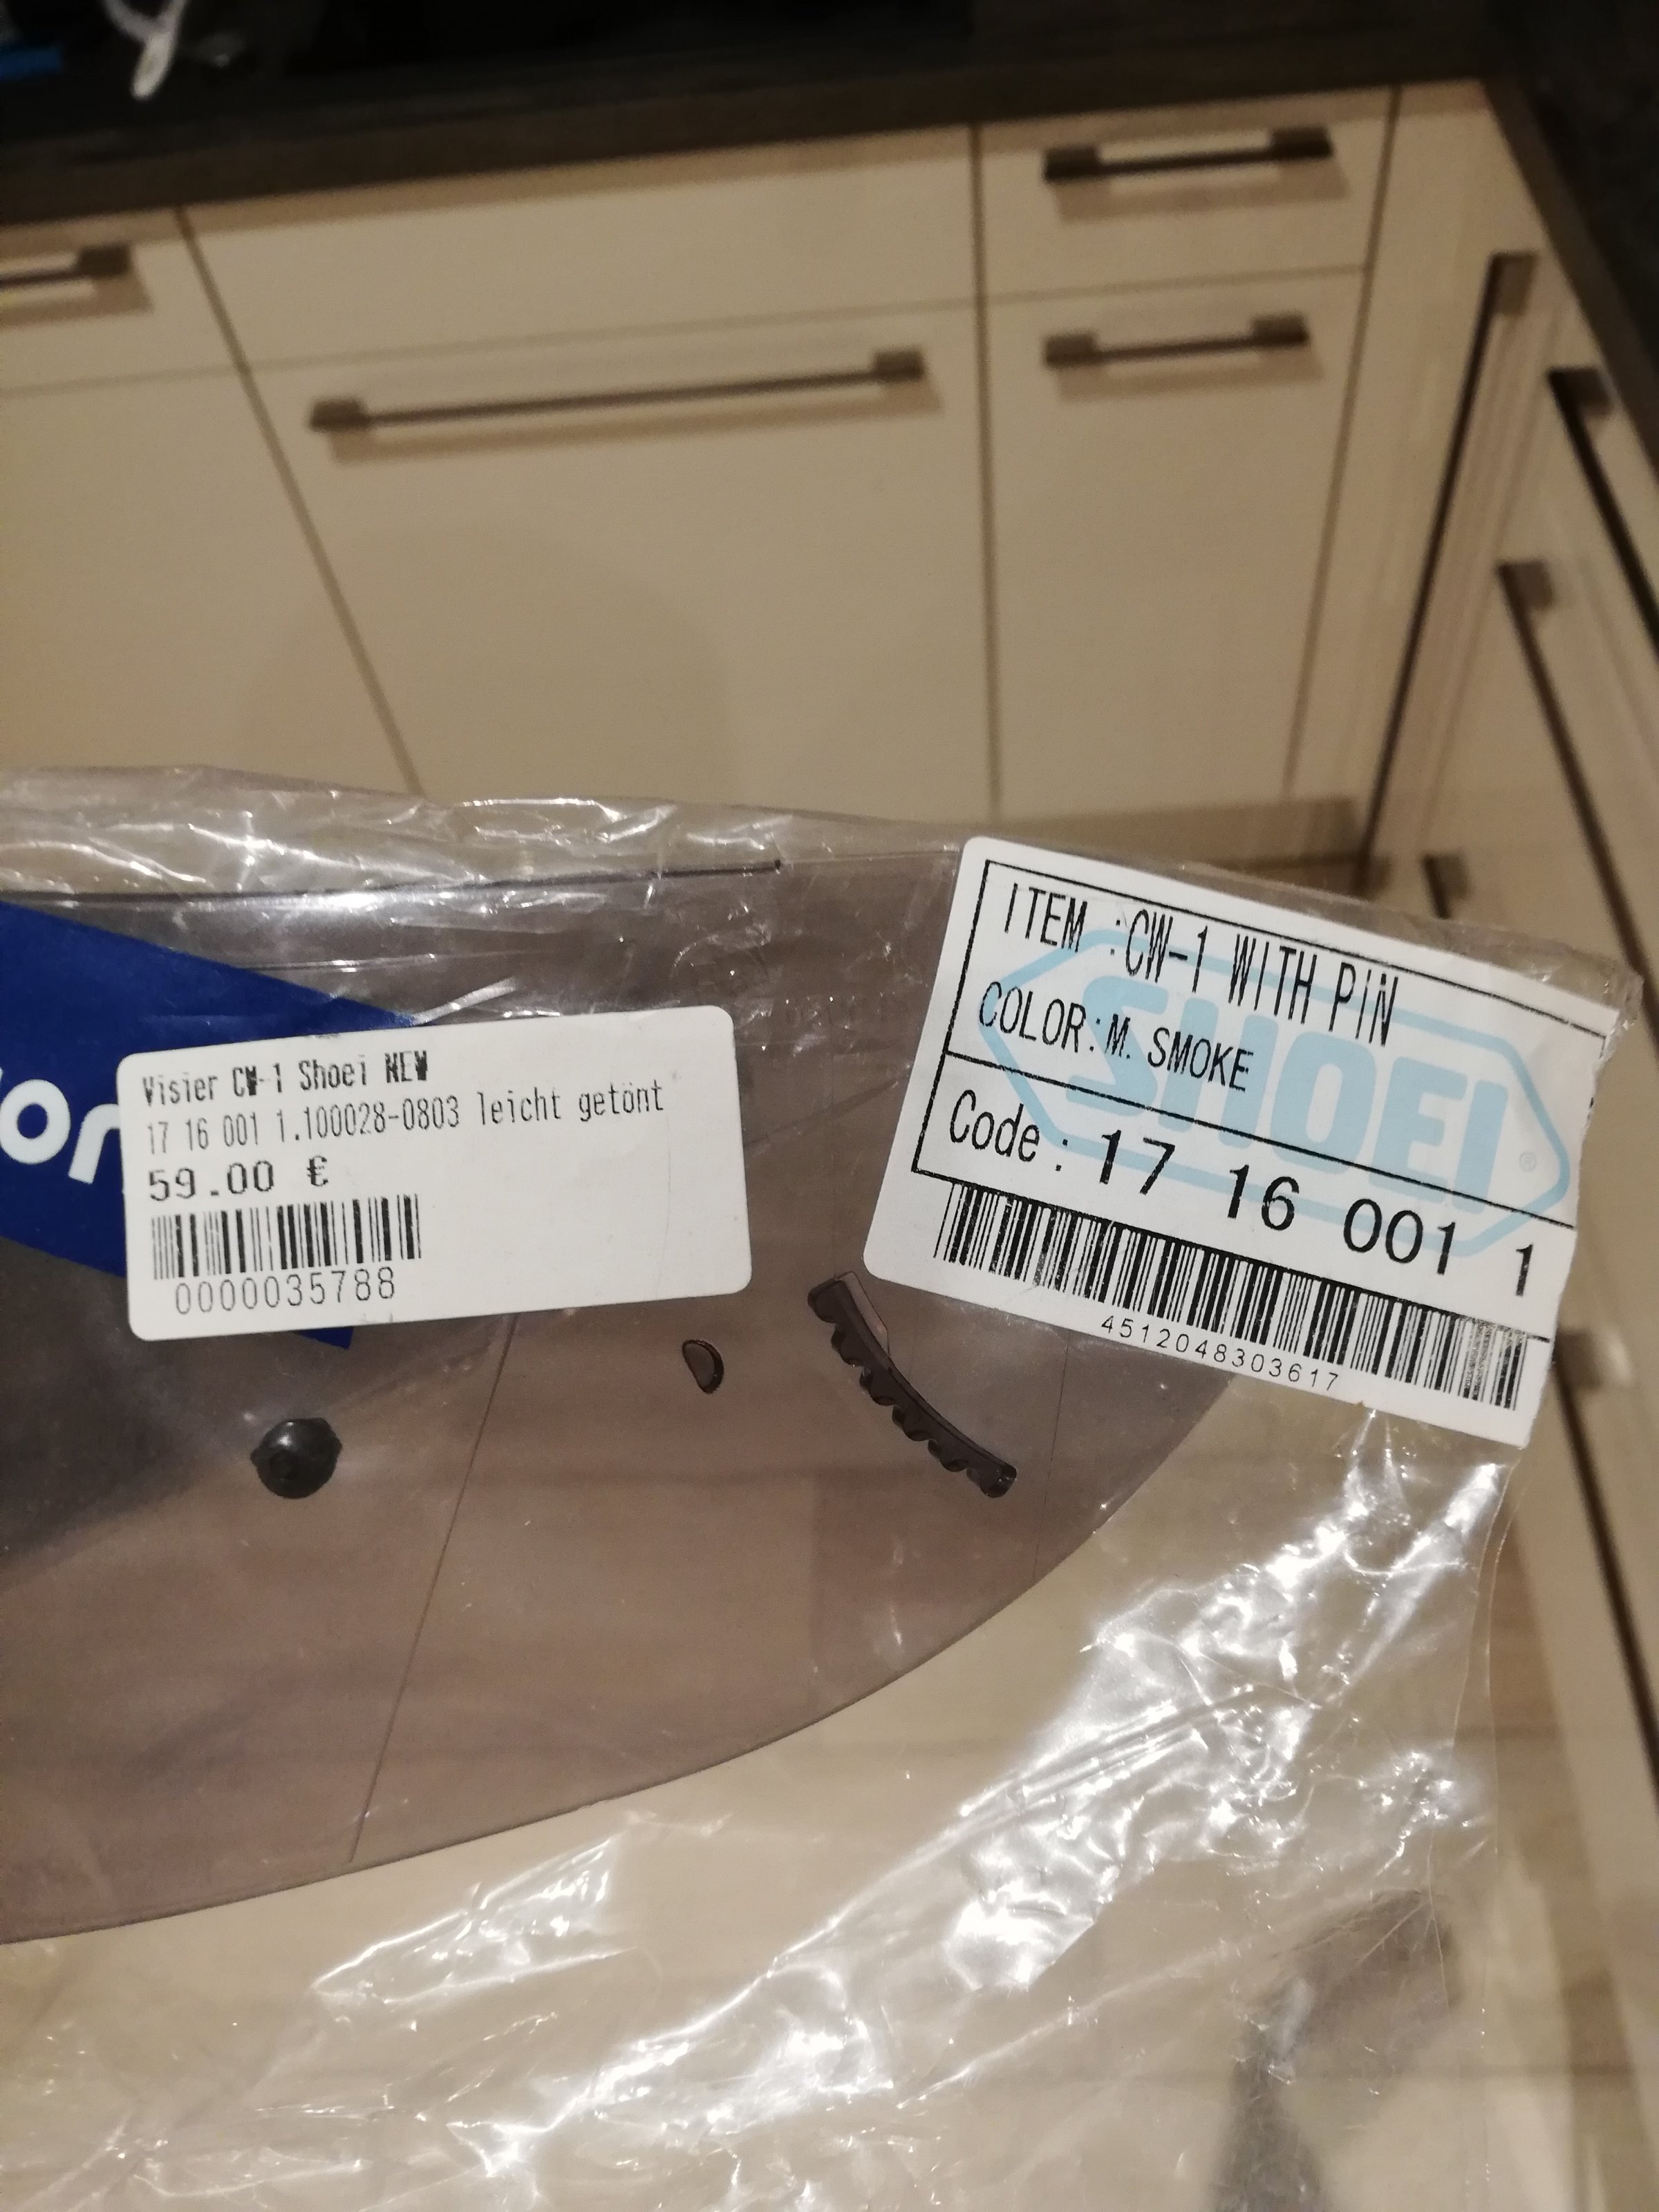 Visier CW-1 Shoei NEW
17 16 001 1.100028-0803 leicht getönt
59.00 €
0000035788
ITEM :CW-1 WITH PIN
COLOR:M. SMOKE
Code : 17 16 001 1
SHOEI®
4512048303617